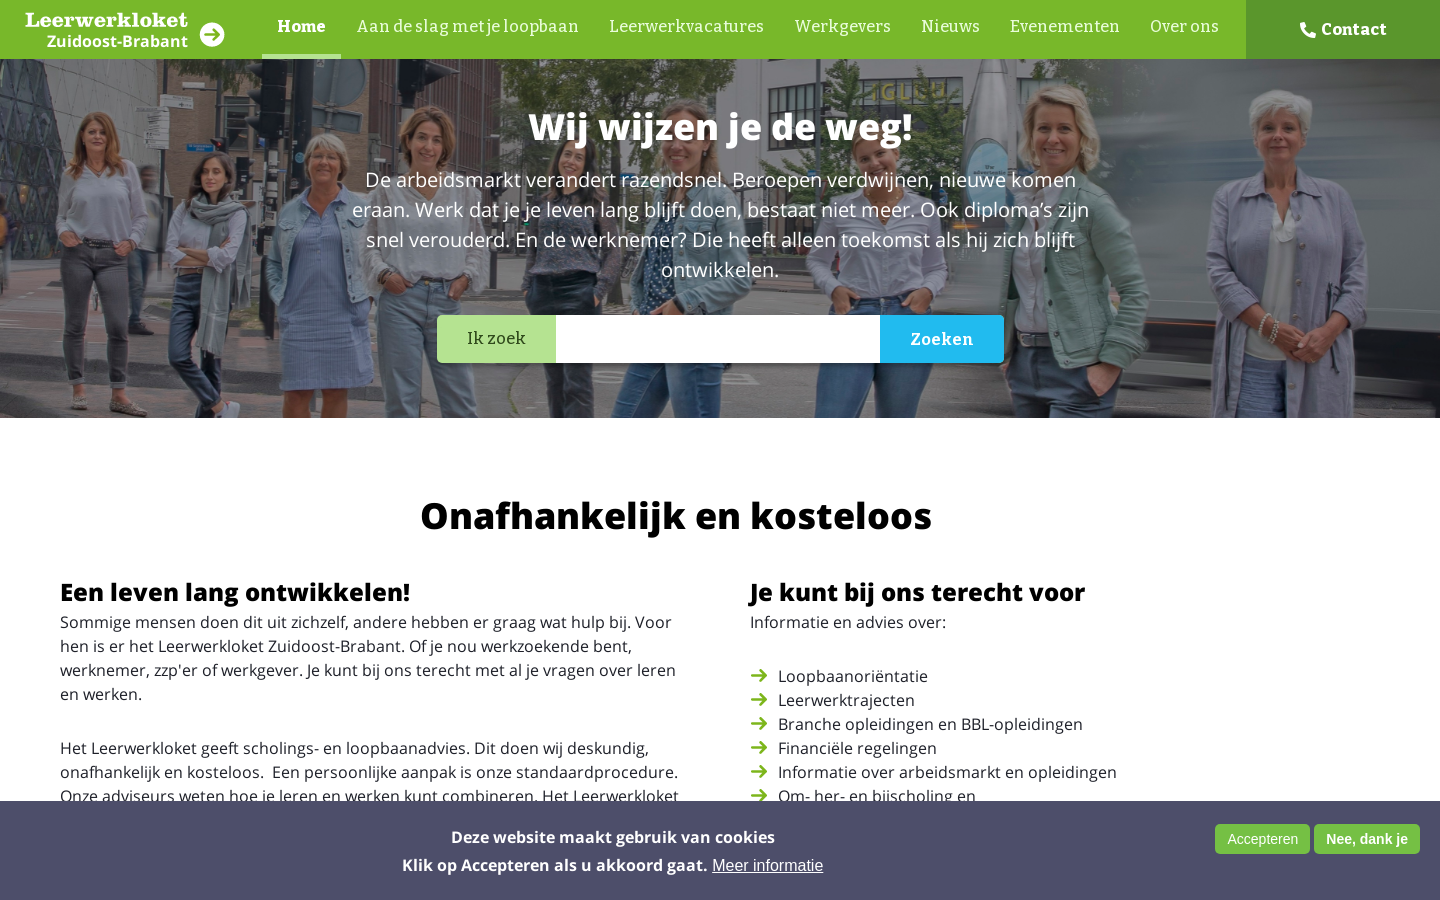 Leerwerkloket
Zuidoost-Brabant
Home
Aan de slag met je loopbaan
Leerwerkvacatures
Werkgevers
Nieuws
Evenementen
Over ons
Contact
Wij wijzen je de weg!
De arbeidsmarkt verandert razendsnel. Beroepen verdwijnen, nieuwe komen
eraan. Werk dat je je leven lang blijft doen, bestaat niet meer. Ook diploma’s zijn
snel verouderd. En de werknemer? Die heeft alleen toekomst als hij zich blijft
ontwikkelen.
Ik zoek
Zoeken
Onafhankelijk en kosteloos
Een leven lang ontwikkelen!
Sommige mensen doen dit uit zichzelf, andere hebben er graag wat hulp bij. Voor
hen is er het Leerwerkloket Zuidoost-Brabant. Of je nou werkzoekende bent,
werknemer, zzp'er of werkgever. Je kunt bij ons terecht met al je vragen over leren
en werken.
Het Leerwerkloket geeft scholings- en loopbaanadvies. Dit doen wij deskundig,
onafhankelijk en kosteloos.  Een persoonlijke aanpak is onze standaardprocedure.
Onze adviseurs weten hoe je leren en werken kunt combineren. Het Leerwerkloket
Je kunt bij ons terecht voor
Informatie en advies over:
Loopbaanoriëntatie
Leerwerktrajecten
Branche opleidingen en BBL-opleidingen
Financiële regelingen
Informatie over arbeidsmarkt en opleidingen
Om- her- en bijscholing en
Deze website maakt gebruik van cookies
Klik op Accepteren als u akkoord gaat. Meer informatie
Accepteren
Nee, dank je